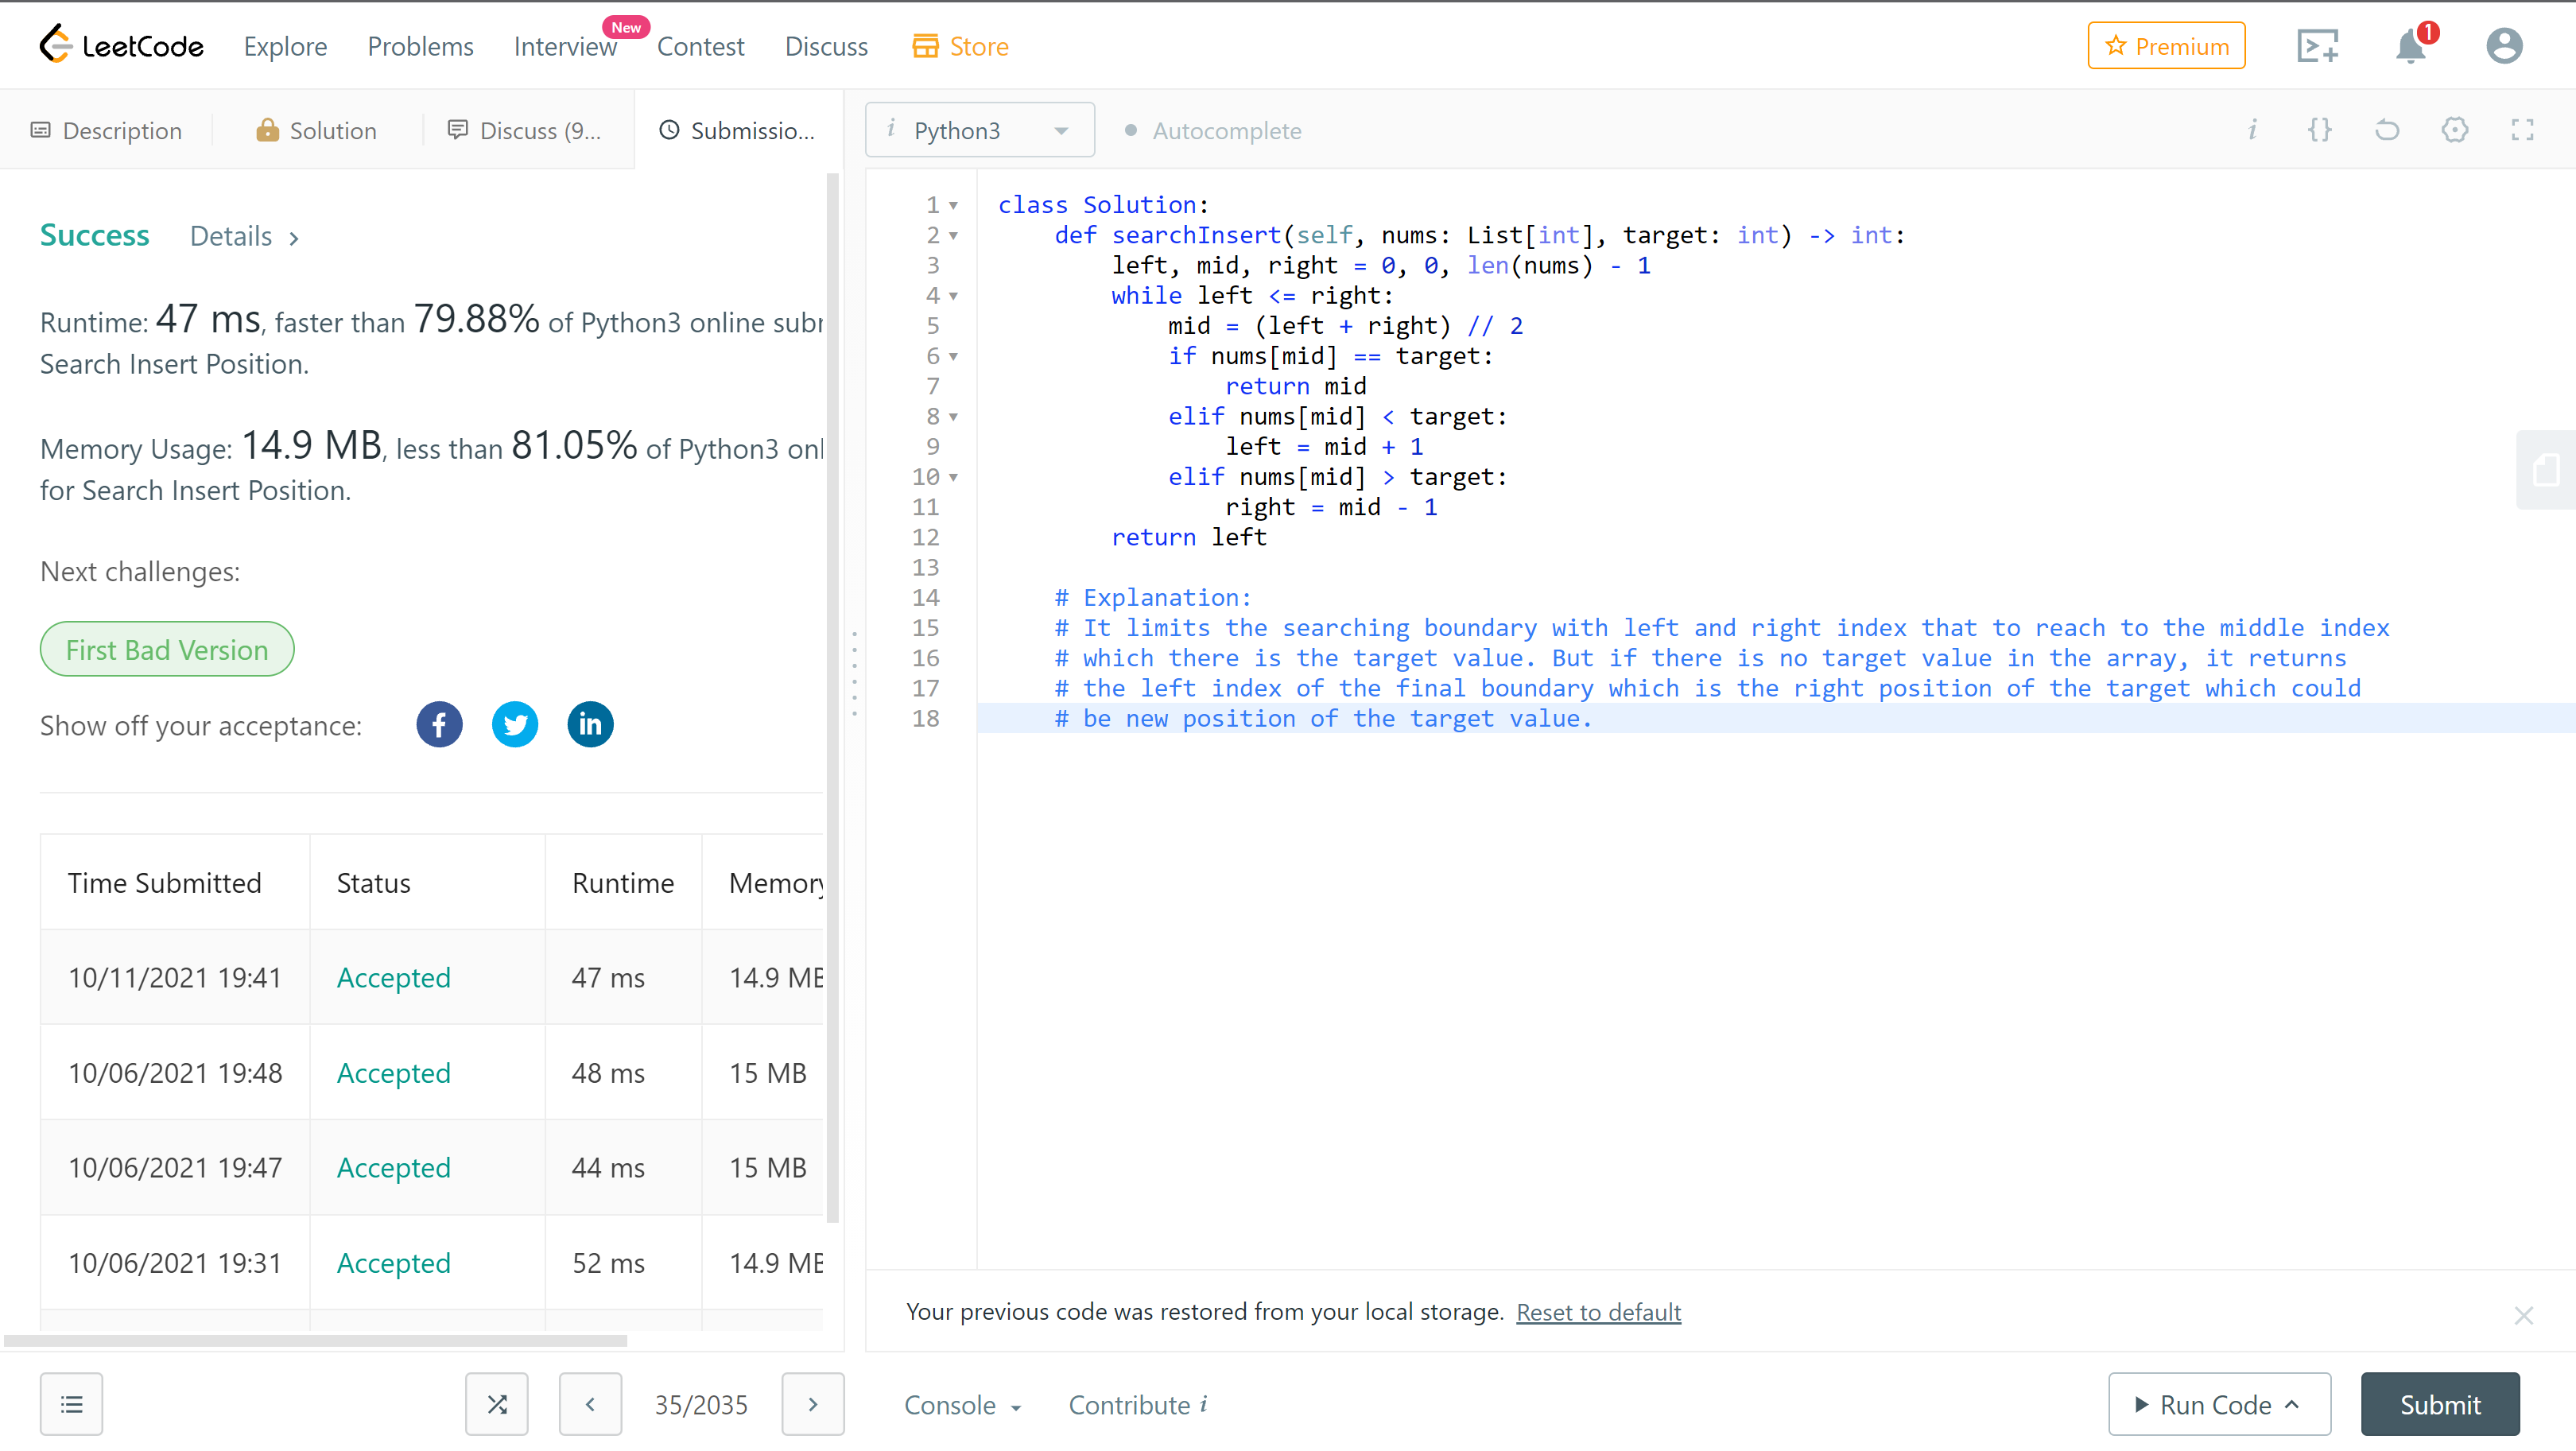 LeetCode Explore Problems Interview New Contest Discuss Store Premium 1
Description Solution Discuss (9... Submissio...
i Python3 Autocomplete i {}
Success Details
Runtime: 47 ms, faster than 79.88% of Python3 online
Search Insert Position.
Memory Usage: 14.9 MB, less than 81.05% of Python3
for Search Insert Position.
Next challenges:
First Bad Version
Show off your acceptance:
Time Submitted Status Runtime Memory
10/11/2021 19:41 Accepted 47 ms 14.9 MB
10/06/2021 19:48 Accepted 48 ms 15 MB
10/06/2021 19:47 Accepted 44 ms 15 MB
10/06/2021 19:31 Accepted 52 ms 14.9 MB
35/2035
1 class Solution:
2 def searchInsert(self, nums: List[int], target: int) -> int:
3 left, mid, right = 0, 0, len(nums) - 1
4 while left <= right:
5 mid = (left + right) // 2
6 if nums[mid] == target:
7 return mid
8 elif nums[mid] < target:
9 left = mid + 1
10 elif nums[mid] > target:
11 right = mid - 1
12 return left
13
14 # Explanation:
15 # It limits the searching boundary with left and right index that to reach to the middle index
16 # which there is the target value. But if there is no target value in the array, it returns
17 # the left index of the final boundary which is the right position of the target which could
18 # be new position of the target value.
Your previous code was restored from your local storage. Reset to default
Console Contribute i Run Code Submit